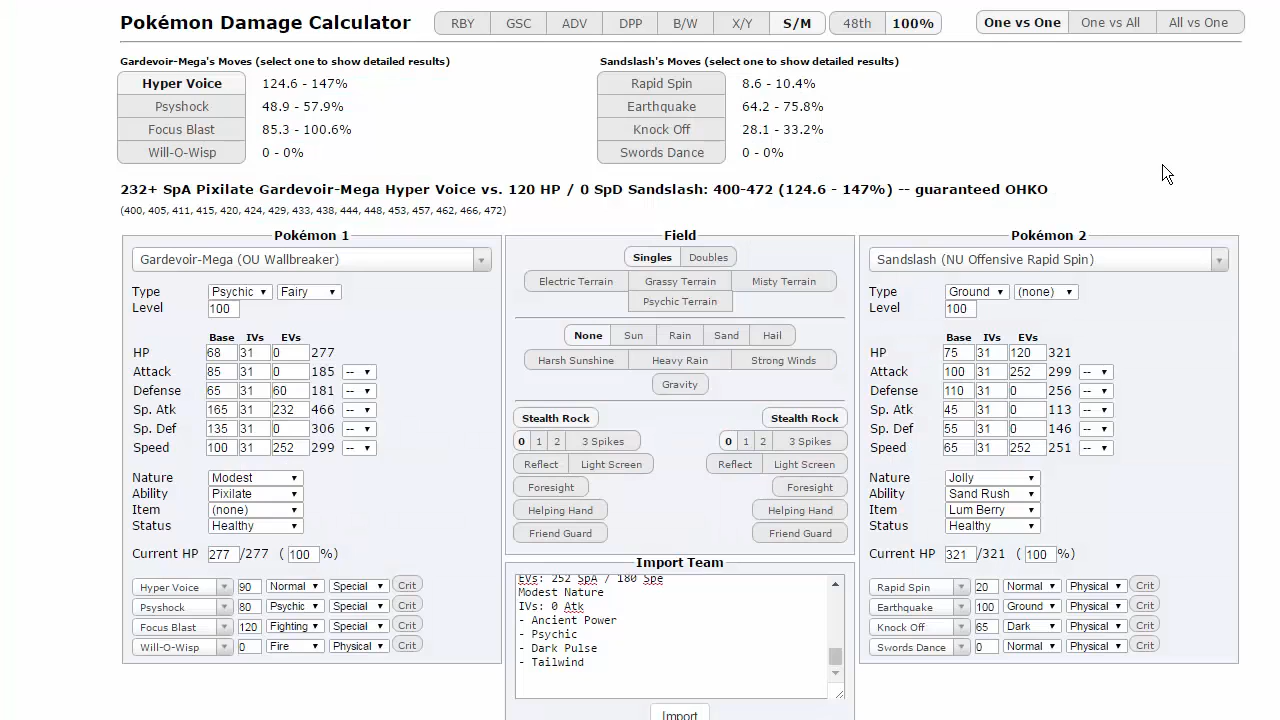 Pokémon Damage Calculator
RBY GSC ADV DPP B/W X/Y S/M 48th 100% One vs One One vs All All vs One
Gardevoir-Mega's Moves (select one to show detailed results) Sandslash's Moves (select one to show detailed results)
Hyper Voice 124.6 - 147% Rapid Spin 8.6 - 10.4%
Psyshock 48.9 - 57.9% Earthquake 64.2 - 75.8%
Focus Blast 85.3 - 100.6% Knock Off 28.1 - 33.2%
Will-O-Wisp 0 - 0% Swords Dance 0 - 0%
232+ SpA Pixilate Gardevoir-Mega Hyper Voice vs. 120 HP / 0 SpD Sandslash: 400-472 (124.6 - 147%) -- guaranteed OHKO
(400, 405, 411, 415, 420, 424, 429, 433, 438, 444, 448, 453, 457, 462, 466, 472)
Pokémon 1
Gardevoir-Mega (OU Wallbreaker)
Type Psychic Fairy
Level 100
Base IVs EVs
HP 68 31 0 277
Attack 85 31 0 185 --
Defense 65 31 60 181 --
Sp. Atk 165 31 232 466 --
Sp. Def 135 31 0 306 --
Speed 100 31 252 299 --
Nature Modest
Ability Pixilate
Item (none)
Status Healthy
Current HP 277 /277 ( 100 %)
Hyper Voice 90 Normal Special Crit
Psyshock 80 Psychic Special Crit
Focus Blast 120 Fighting Special Crit
Will-O-Wisp 0 Fire Physical Crit
Field
Singles Doubles
Electric Terrain Grassy Terrain Misty Terrain
Psychic Terrain
None Sun Rain Sand Hail
Harsh Sunshine Heavy Rain Strong Winds
Gravity
Stealth Rock Stealth Rock
0 1 2 3 Spikes 0 1 2 3 Spikes
Reflect Light Screen Reflect Light Screen
Foresight Foresight
Helping Hand Helping Hand
Friend Guard Friend Guard
Import Team
EVs: 252 SpA / 180 Spe
Modest Nature
IVs: 0 Atk
- Ancient Power
- Psychic
- Dark Pulse
- Tailwind
Import
Pokémon 2
Sandslash (NU Offensive Rapid Spin)
Type Ground (none)
Level 100
Base IVs EVs
HP 75 31 120 321
Attack 100 31 252 299 --
Defense 110 31 0 256 --
Sp. Atk 45 31 0 113 --
Sp. Def 55 31 0 146 --
Speed 65 31 252 251 --
Nature Jolly
Ability Sand Rush
Item Lum Berry
Status Healthy
Current HP 321 /321 ( 100 %)
Rapid Spin 20 Normal Physical Crit
Earthquake 100 Ground Physical Crit
Knock Off 65 Dark Physical Crit
Swords Dance 0 Normal Physical Crit